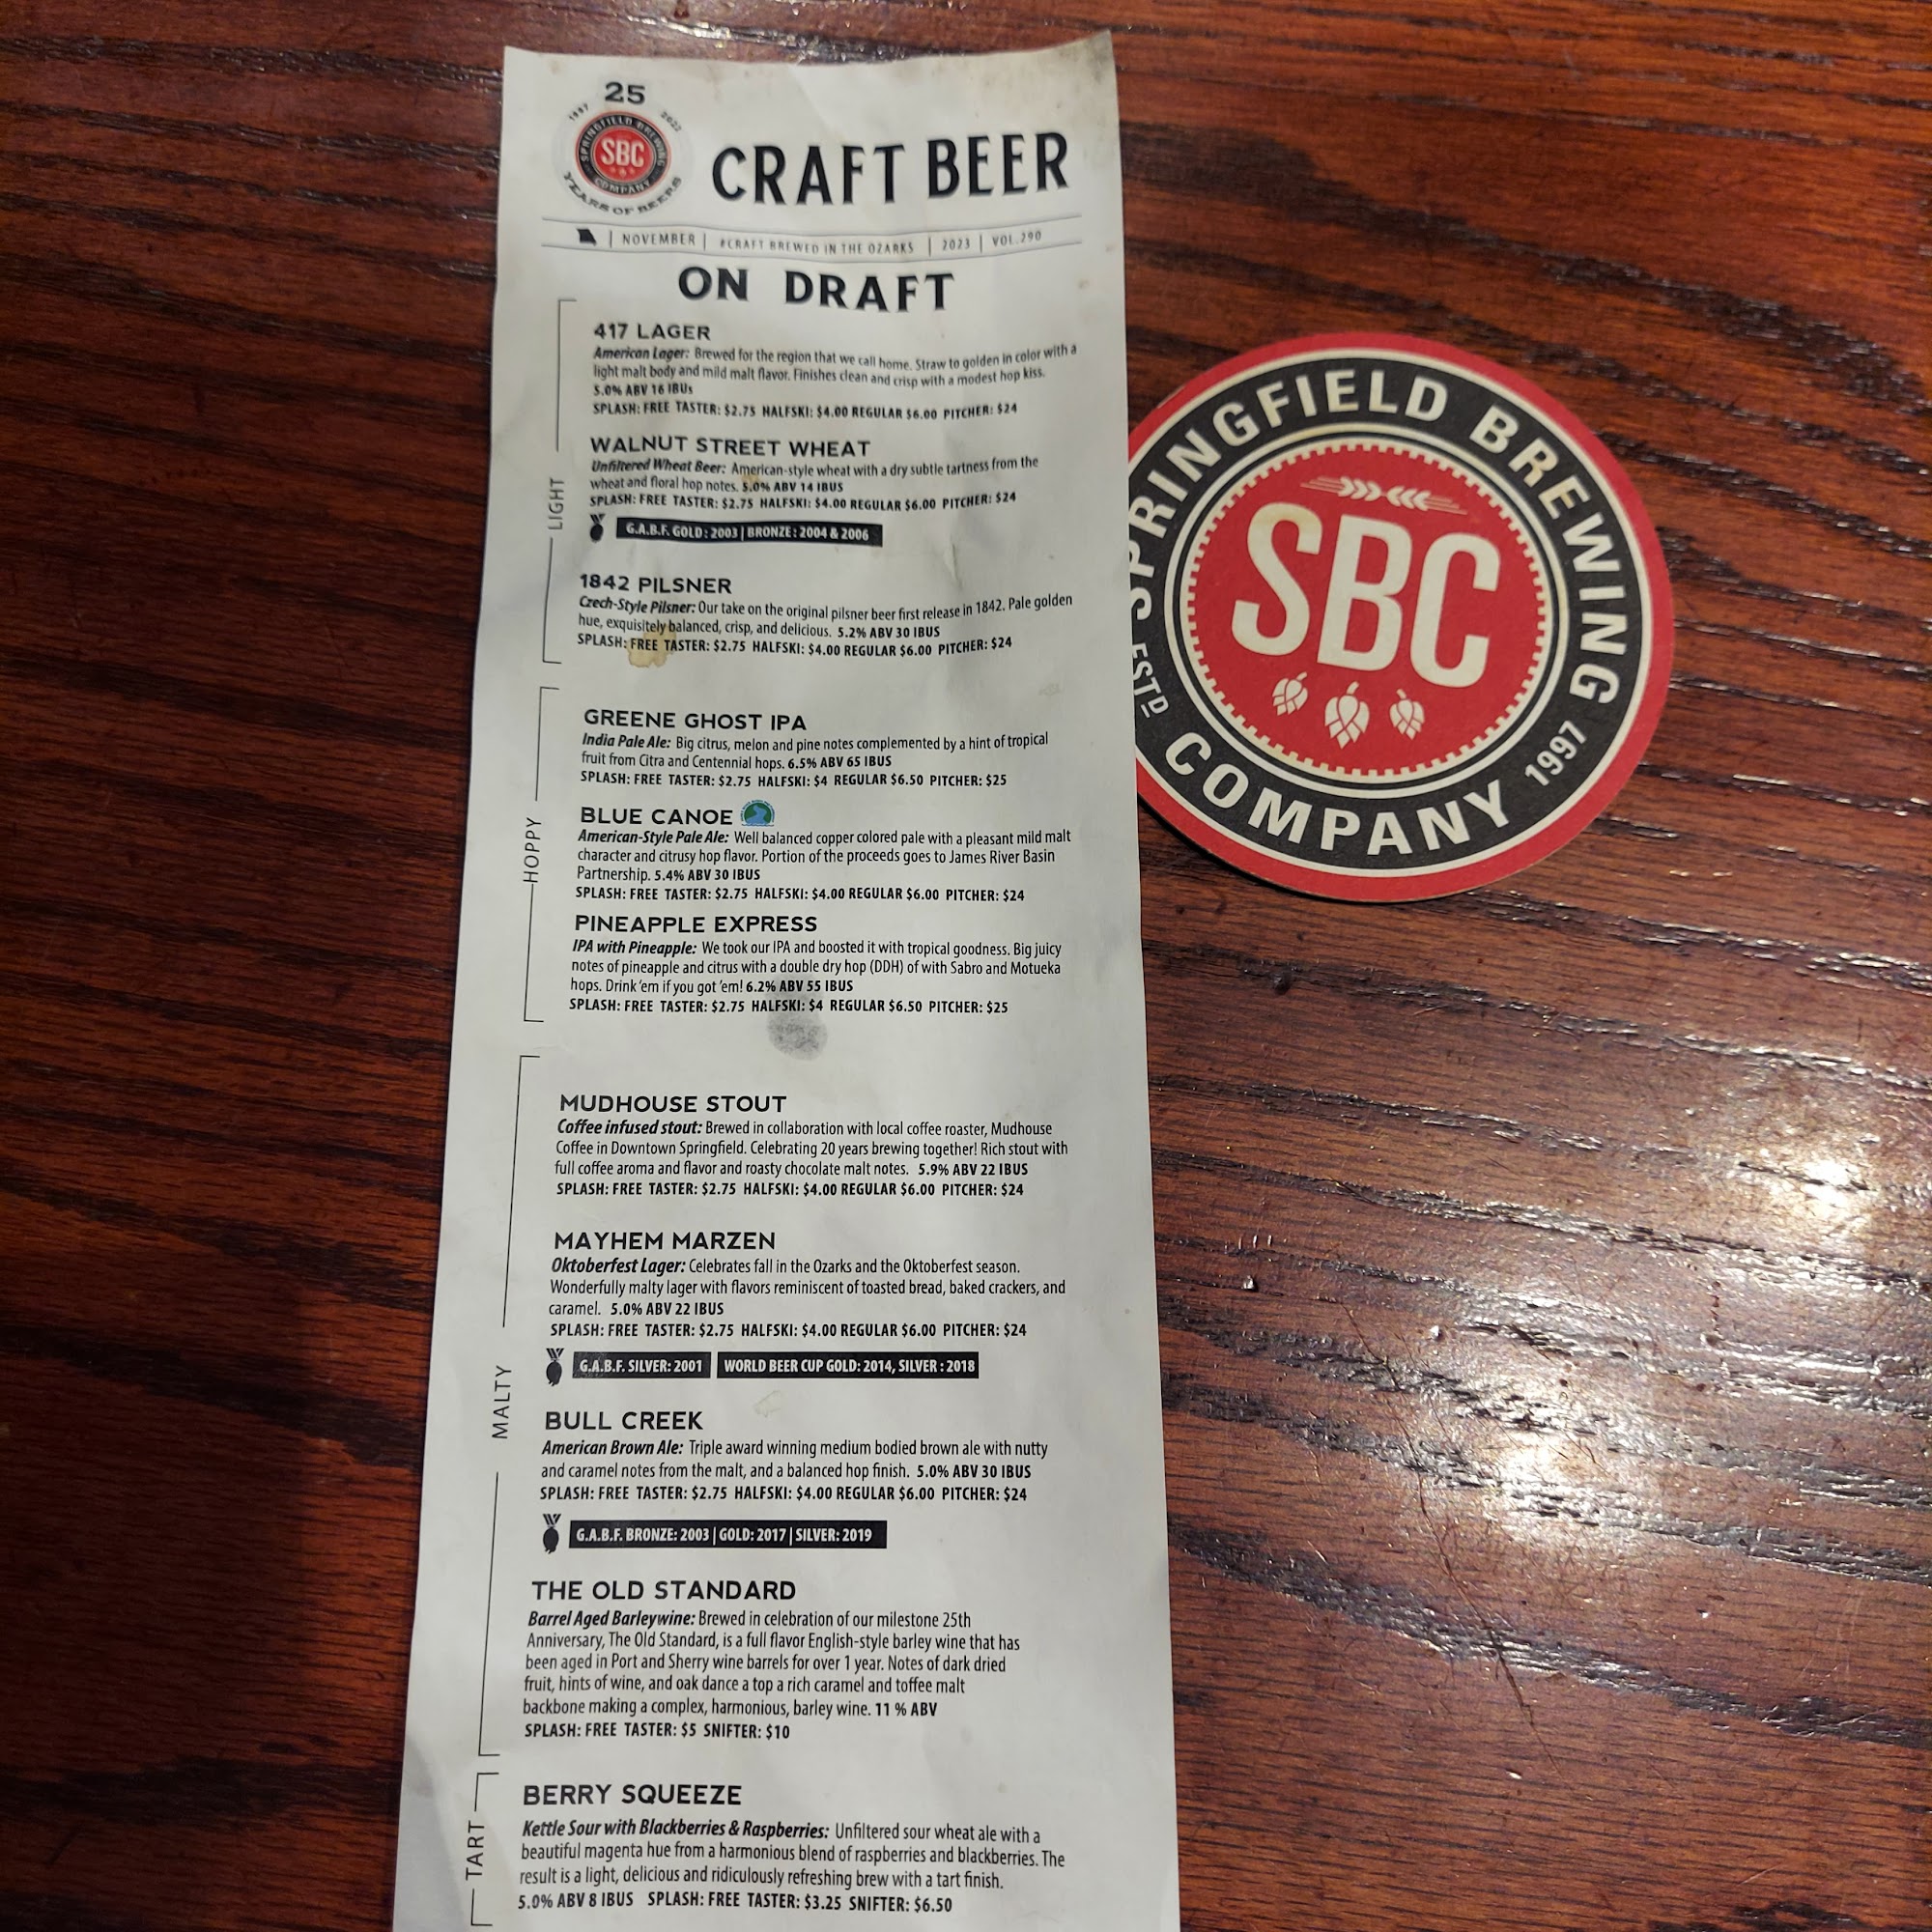 25
1997 2022
SPRINGFIELD BREWING
SBC
COMPANY
YEARS OF BEERS
CRAFT BEER
| NOVEMBER | #CRAFT BREWED IN THE OZARKS | 2023 | VOL.290
ON DRAFT
LIGHT
417 LAGER
American Lager: Brewed for the region that we call home. Straw to golden in color with a
light malt body and mild malt flavor. Finishes clean and crisp with a modest hop kiss.
5.0% ABV 16 IBUs
SPLASH: FREE TASTER: $2.75 HALFSKI: $4.00 REGULAR $6.00 PITCHER: $24
WALNUT STREET WHEAT
Unfiltered Wheat Beer: American-style wheat with a dry subtle tartness from the
wheat and floral hop notes. 5.0% ABV 14 IBUS
SPLASH: FREE TASTER: $2.75 HALFSKI: $4.00 REGULAR $6.00 PITCHER: $24
G.A.B.F. GOLD: 2003 | BRONZE: 2004 & 2006
1842 PILSNER
Czech-Style Pilsner: Our take on the original pilsner beer first release in 1842. Pale golden
hue, exquisitely balanced, crisp, and delicious. 5.2% ABV 30 IBUS
SPLASH: FREE TASTER: $2.75 HALFSKI: $4.00 REGULAR $6.00 PITCHER: $24
HOPPY
GREENE GHOST IPA
India Pale Ale: Big citrus, melon and pine notes complemented by a hint of tropical
fruit from Citra and Centennial hops. 6.5% ABV 65 IBUS
SPLASH: FREE TASTER: $2.75 HALFSKI: $4 REGULAR $6.50 PITCHER: $25
BLUE CANOE
American-Style Pale Ale: Well balanced copper colored pale with a pleasant mild malt
character and citrusy hop flavor. Portion of the proceeds goes to James River Basin
Partnership. 5.4% ABV 30 IBUS
SPLASH: FREE TASTER: $2.75 HALFSKI: $4.00 REGULAR $6.00 PITCHER: $24
PINEAPPLE EXPRESS
IPA with Pineapple: We took our IPA and boosted it with tropical goodness. Big juicy
notes of pineapple and citrus with a double dry hop (DDH) of with Sabro and Motueka
hops. Drink 'em if you got 'em! 6.2% ABV 55 IBUS
SPLASH: FREE TASTER: $2.75 HALFSKI: $4 REGULAR $6.50 PITCHER: $25
MALTY
MUDHOUSE STOUT
Coffee infused stout: Brewed in collaboration with local coffee roaster, Mudhouse
Coffee in Downtown Springfield. Celebrating 20 years brewing together! Rich stout with
full coffee aroma and flavor and roasty chocolate malt notes. 5.9% ABV 22 IBUS
SPLASH: FREE TASTER: $2.75 HALFSKI: $4.00 REGULAR $6.00 PITCHER: $24
MAYHEM MARZEN
Oktoberfest Lager: Celebrates fall in the Ozarks and the Oktoberfest season.
Wonderfully malty lager with flavors reminiscent of toasted bread, baked crackers, and
caramel. 5.0% ABV 22 IBUS
SPLASH: FREE TASTER: $2.75 HALFSKI: $4.00 REGULAR $6.00 PITCHER: $24
G.A.B.F. SILVER: 2001 WORLD BEER CUP GOLD: 2014, SILVER : 2018
BULL CREEK
American Brown Ale: Triple award winning medium bodied brown ale with nutty
and caramel notes from the malt, and a balanced hop finish. 5.0% ABV 30 IBUS
SPLASH: FREE TASTER: $2.75 HALFSKI: $4.00 REGULAR $6.00 PITCHER: $24
G.A.B.F. BRONZE: 2003 | GOLD: 2017 | SILVER: 2019
THE OLD STANDARD
Barrel Aged Barleywine: Brewed in celebration of our milestone 25th
Anniversary, The Old Standard, is a full flavor English-style barley wine that has
been aged in Port and Sherry wine barrels for over 1 year. Notes of dark dried
fruit, hints of wine, and oak dance a top a rich caramel and toffee malt
backbone making a complex, harmonious, barley wine. 11 % ABV
SPLASH: FREE TASTER: $5 SNIFTER: $10
TART
BERRY SQUEEZE
Kettle Sour with Blackberries & Raspberries: Unfiltered sour wheat ale with a
beautiful magenta hue from a harmonious blend of raspberries and blackberries. The
result is a light, delicious and ridiculously refreshing brew with a tart finish.
5.0% ABV 8 IBUS SPLASH: FREE TASTER: $3.25 SNIFTER: $6.50
SPRINGFIELD BREWING
SBC
COMPANY
ESTD 1997